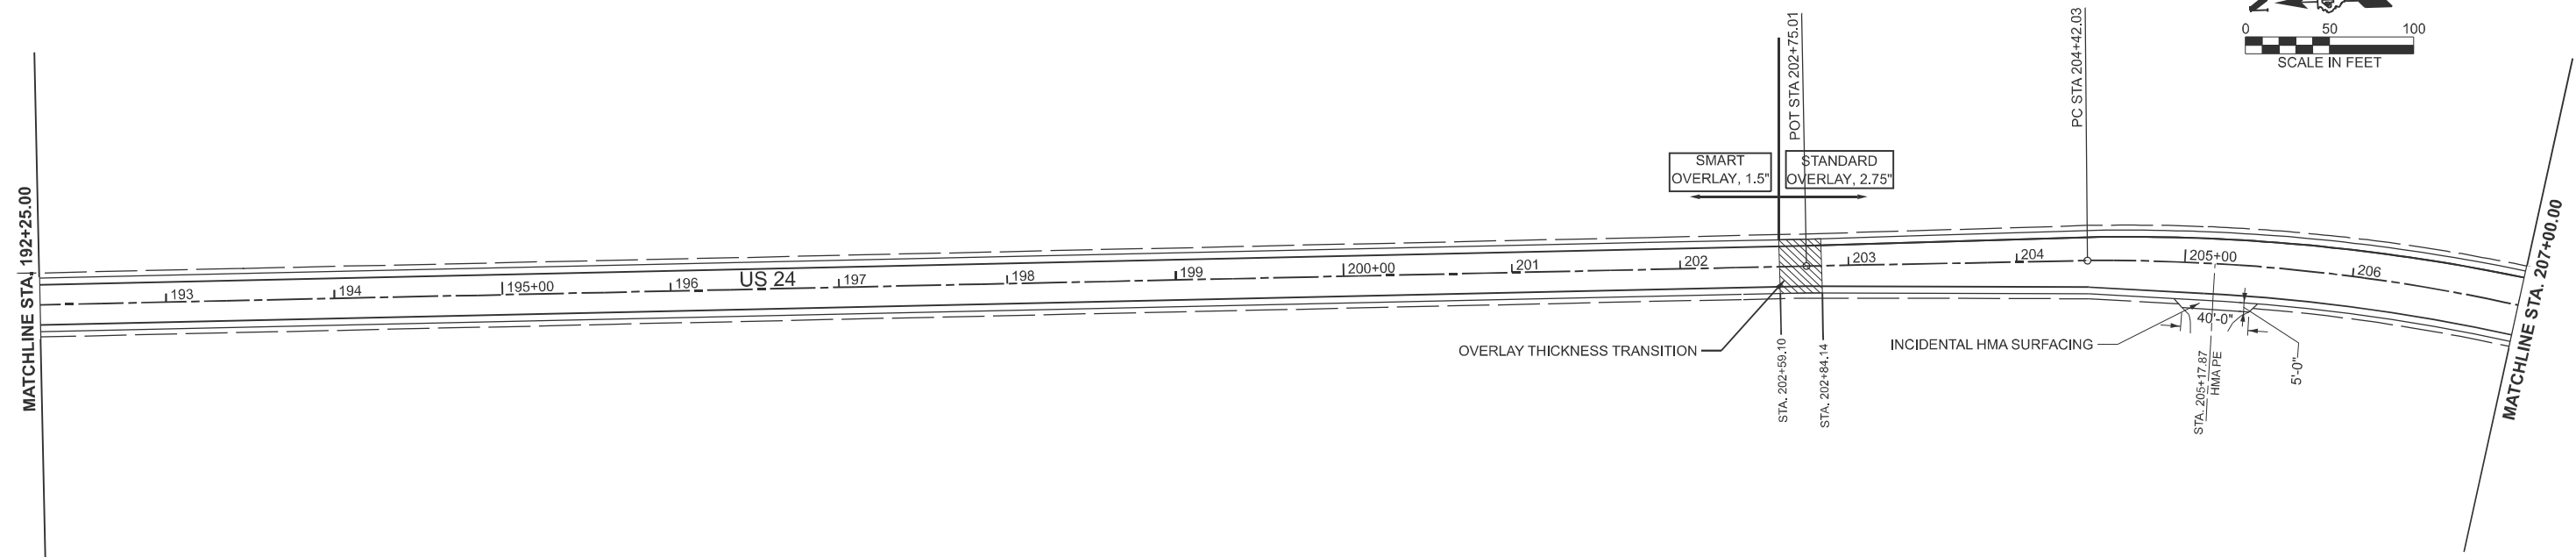 0 50 100
SCALE IN FEET
POT STA 202+75.01
PC STA 204+42.03
SMART
OVERLAY, 1.5"
STANDARD
OVERLAY, 2.75"
MATCHLINE STA. 192+25.00
MATCHLINE STA. 207+00.00
193
194
195+00
196
US 24
197
198
199
200+00
201
202
203
204
205+00
206
OVERLAY THICKNESS TRANSITION
STA. 202+59.10
STA. 202+84.14
INCIDENTAL HMA SURFACING
40'-0"
STA. 205+17.87
HMA PE
5'-0"